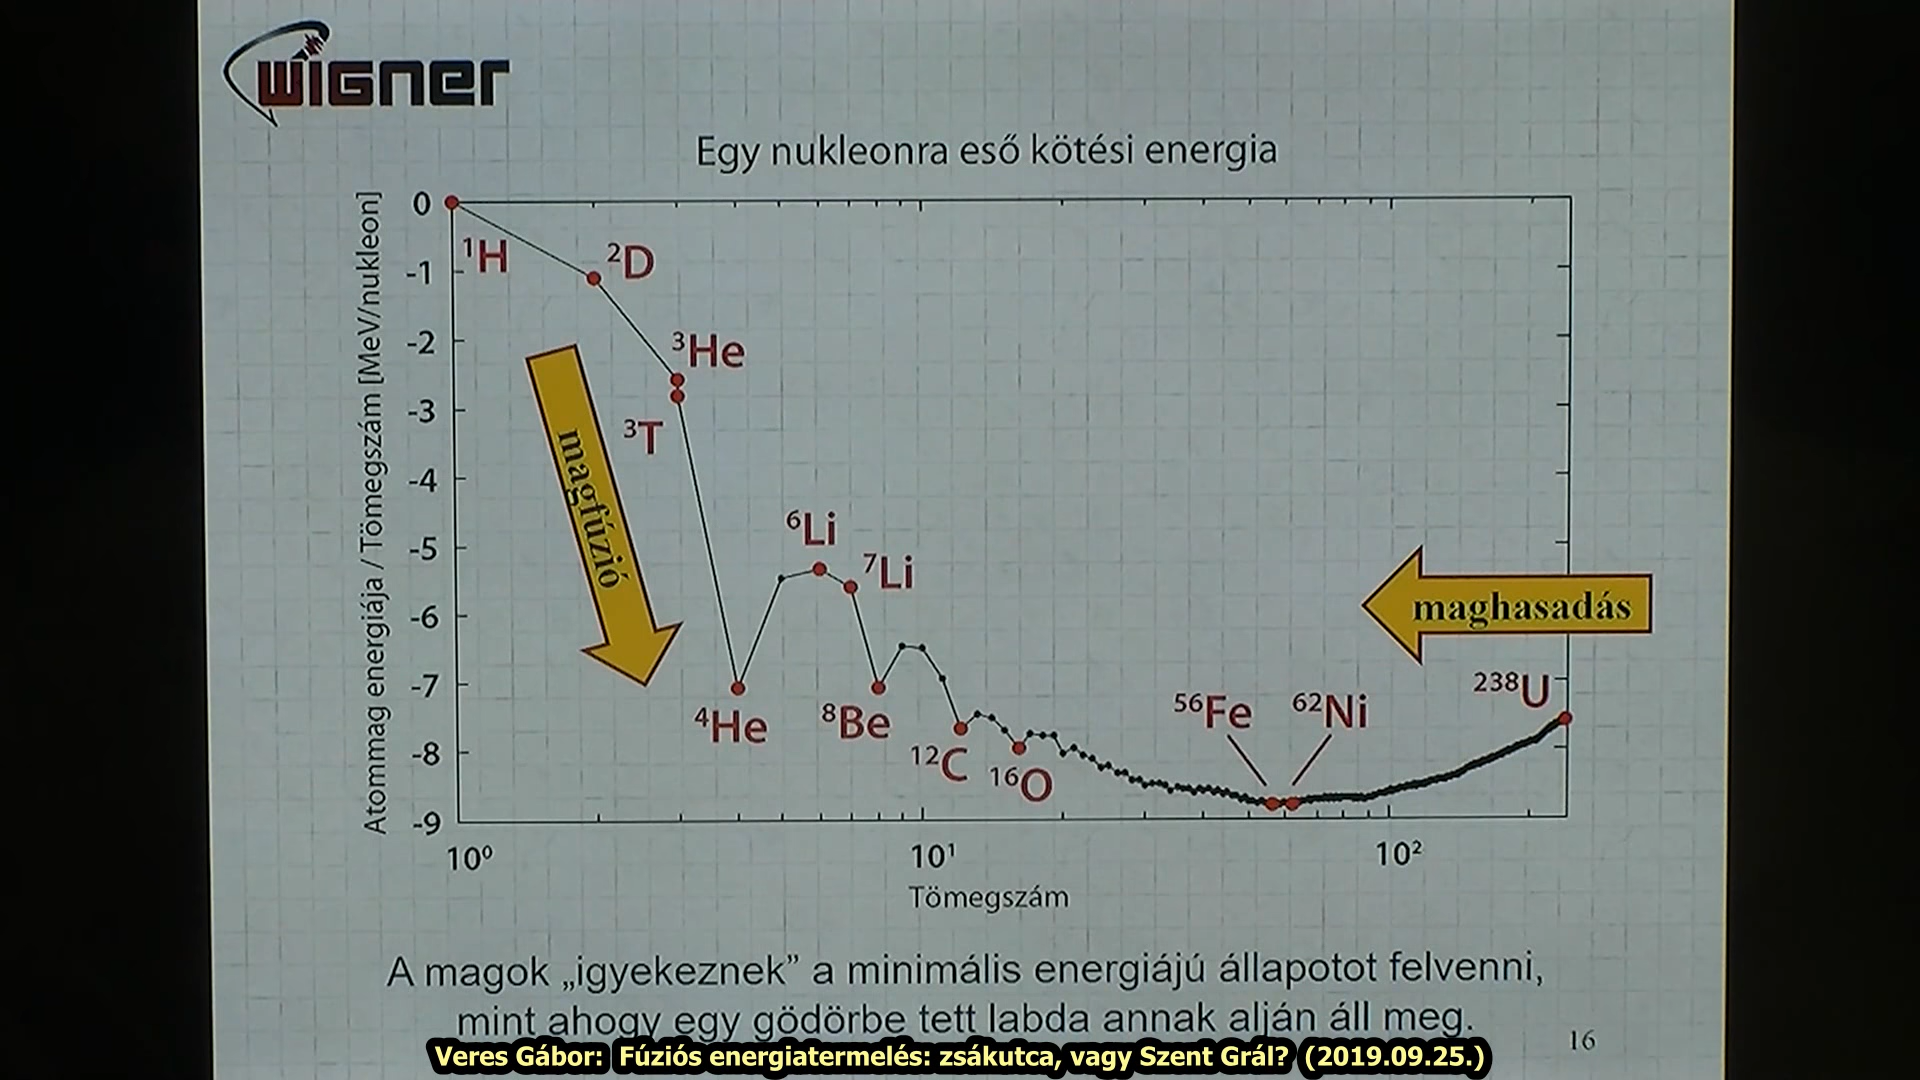 wigner
Egy nukleonra eső kötési energia
Atommag energiája / Tömegszám [MeV/nukleon]
0
-1
-2
-3
-4
-5
-6
-7
-8
-9
¹H
²D
³He
³T
magfúzió
⁶Li
⁷Li
maghasadás
⁴He
⁸Be
¹²C
¹⁶O
⁵⁶Fe
⁶²Ni
²³⁸U
10⁰
10¹
10²
Tömegszám
A magok „igyekeznek” a minimális energiájú állapotot felvenni,
mint ahogy egy gödörbe tett labda annak alján áll meg.
16
Veres Gábor: Fúziós energiatermelés: zsákutca, vagy Szent Grál? (2019.09.25.)